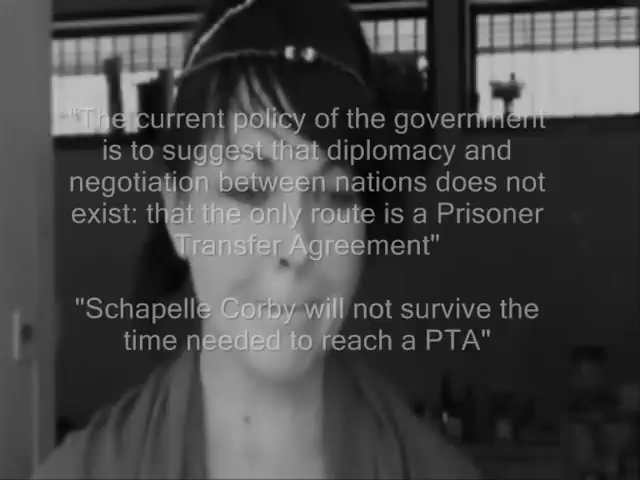 "The current policy of the government
is to suggest that diplomacy and
negotiation between nations does not
exist: that the only route is a Prisoner
Transfer Agreement"
"Schapelle Corby will not survive the
time needed to reach a PTA"